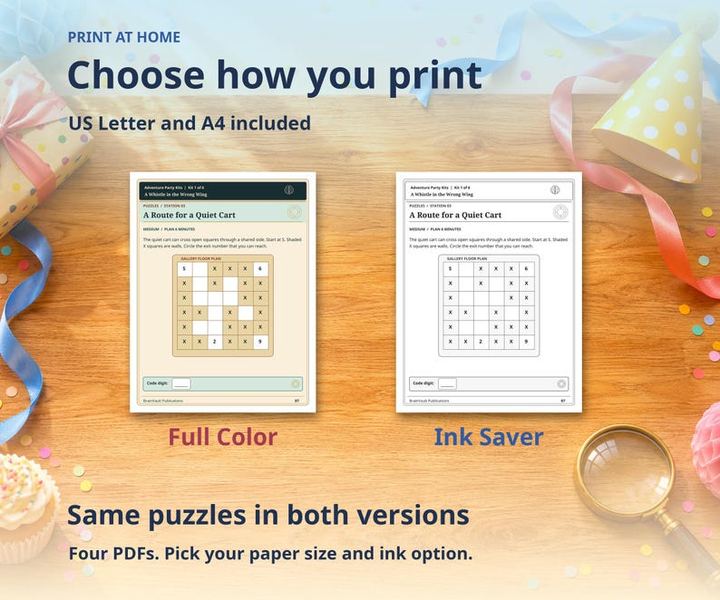 PRINT AT HOME
Choose how you print
US Letter and A4 included
Adventure Party Kits | Kit 1 of 6
A Whistle in the Wrong Wing
PUZZLES / STATION 03
A Route for a Quiet Cart
MEDIUM / PLAN 6 MINUTES
The quiet cart can cross open squares through a shared side. Start at S. Shaded
X squares are walls. Circle the exit number that you can reach.
GALLERY FLOOR PLAN
S X X X 6
X X X X
X X X
X X X
X X X X
X X 2 X X 9
Code digit:
BrainVault Publications
07
Adventure Party Kits | Kit 1 of 6
A Whistle in the Wrong Wing
PUZZLES / STATION 03
A Route for a Quiet Cart
MEDIUM / PLAN 6 MINUTES
The quiet cart can cross open squares through a shared side. Start at S. Shaded
X squares are walls. Circle the exit number that you can reach.
GALLERY FLOOR PLAN
S X X X 6
X X X X
X X X
X X X
X X X X
X X 2 X X 9
Code digit:
BrainVault Publications
07
Full Color
Ink Saver
Same puzzles in both versions
Four PDFs. Pick your paper size and ink option.